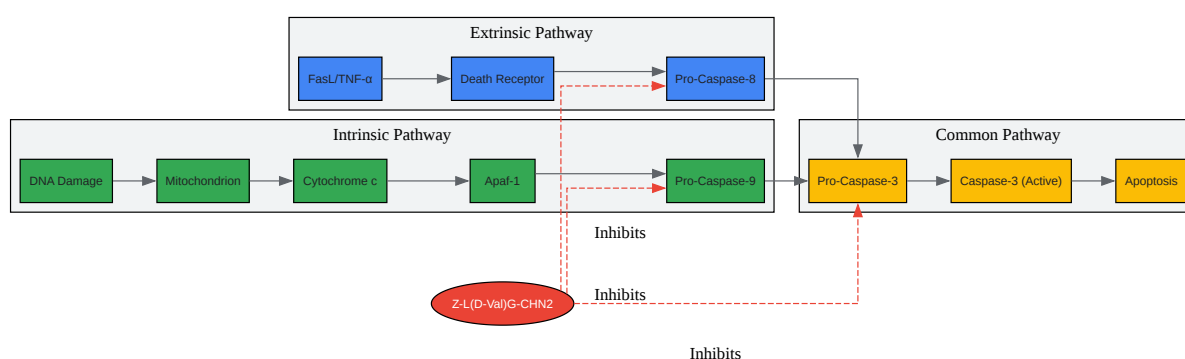 Extrinsic Pathway
FasL/TNF-α
Death Receptor
Pro-Caspase-8
Intrinsic Pathway
DNA Damage
Mitochondrion
Cytochrome c
Apaf-1
Pro-Caspase-9
Common Pathway
Pro-Caspase-3
Caspase-3 (Active)
Apoptosis
Inhibits
Z-L(D-Val)G-CHN2
Inhibits
Inhibits